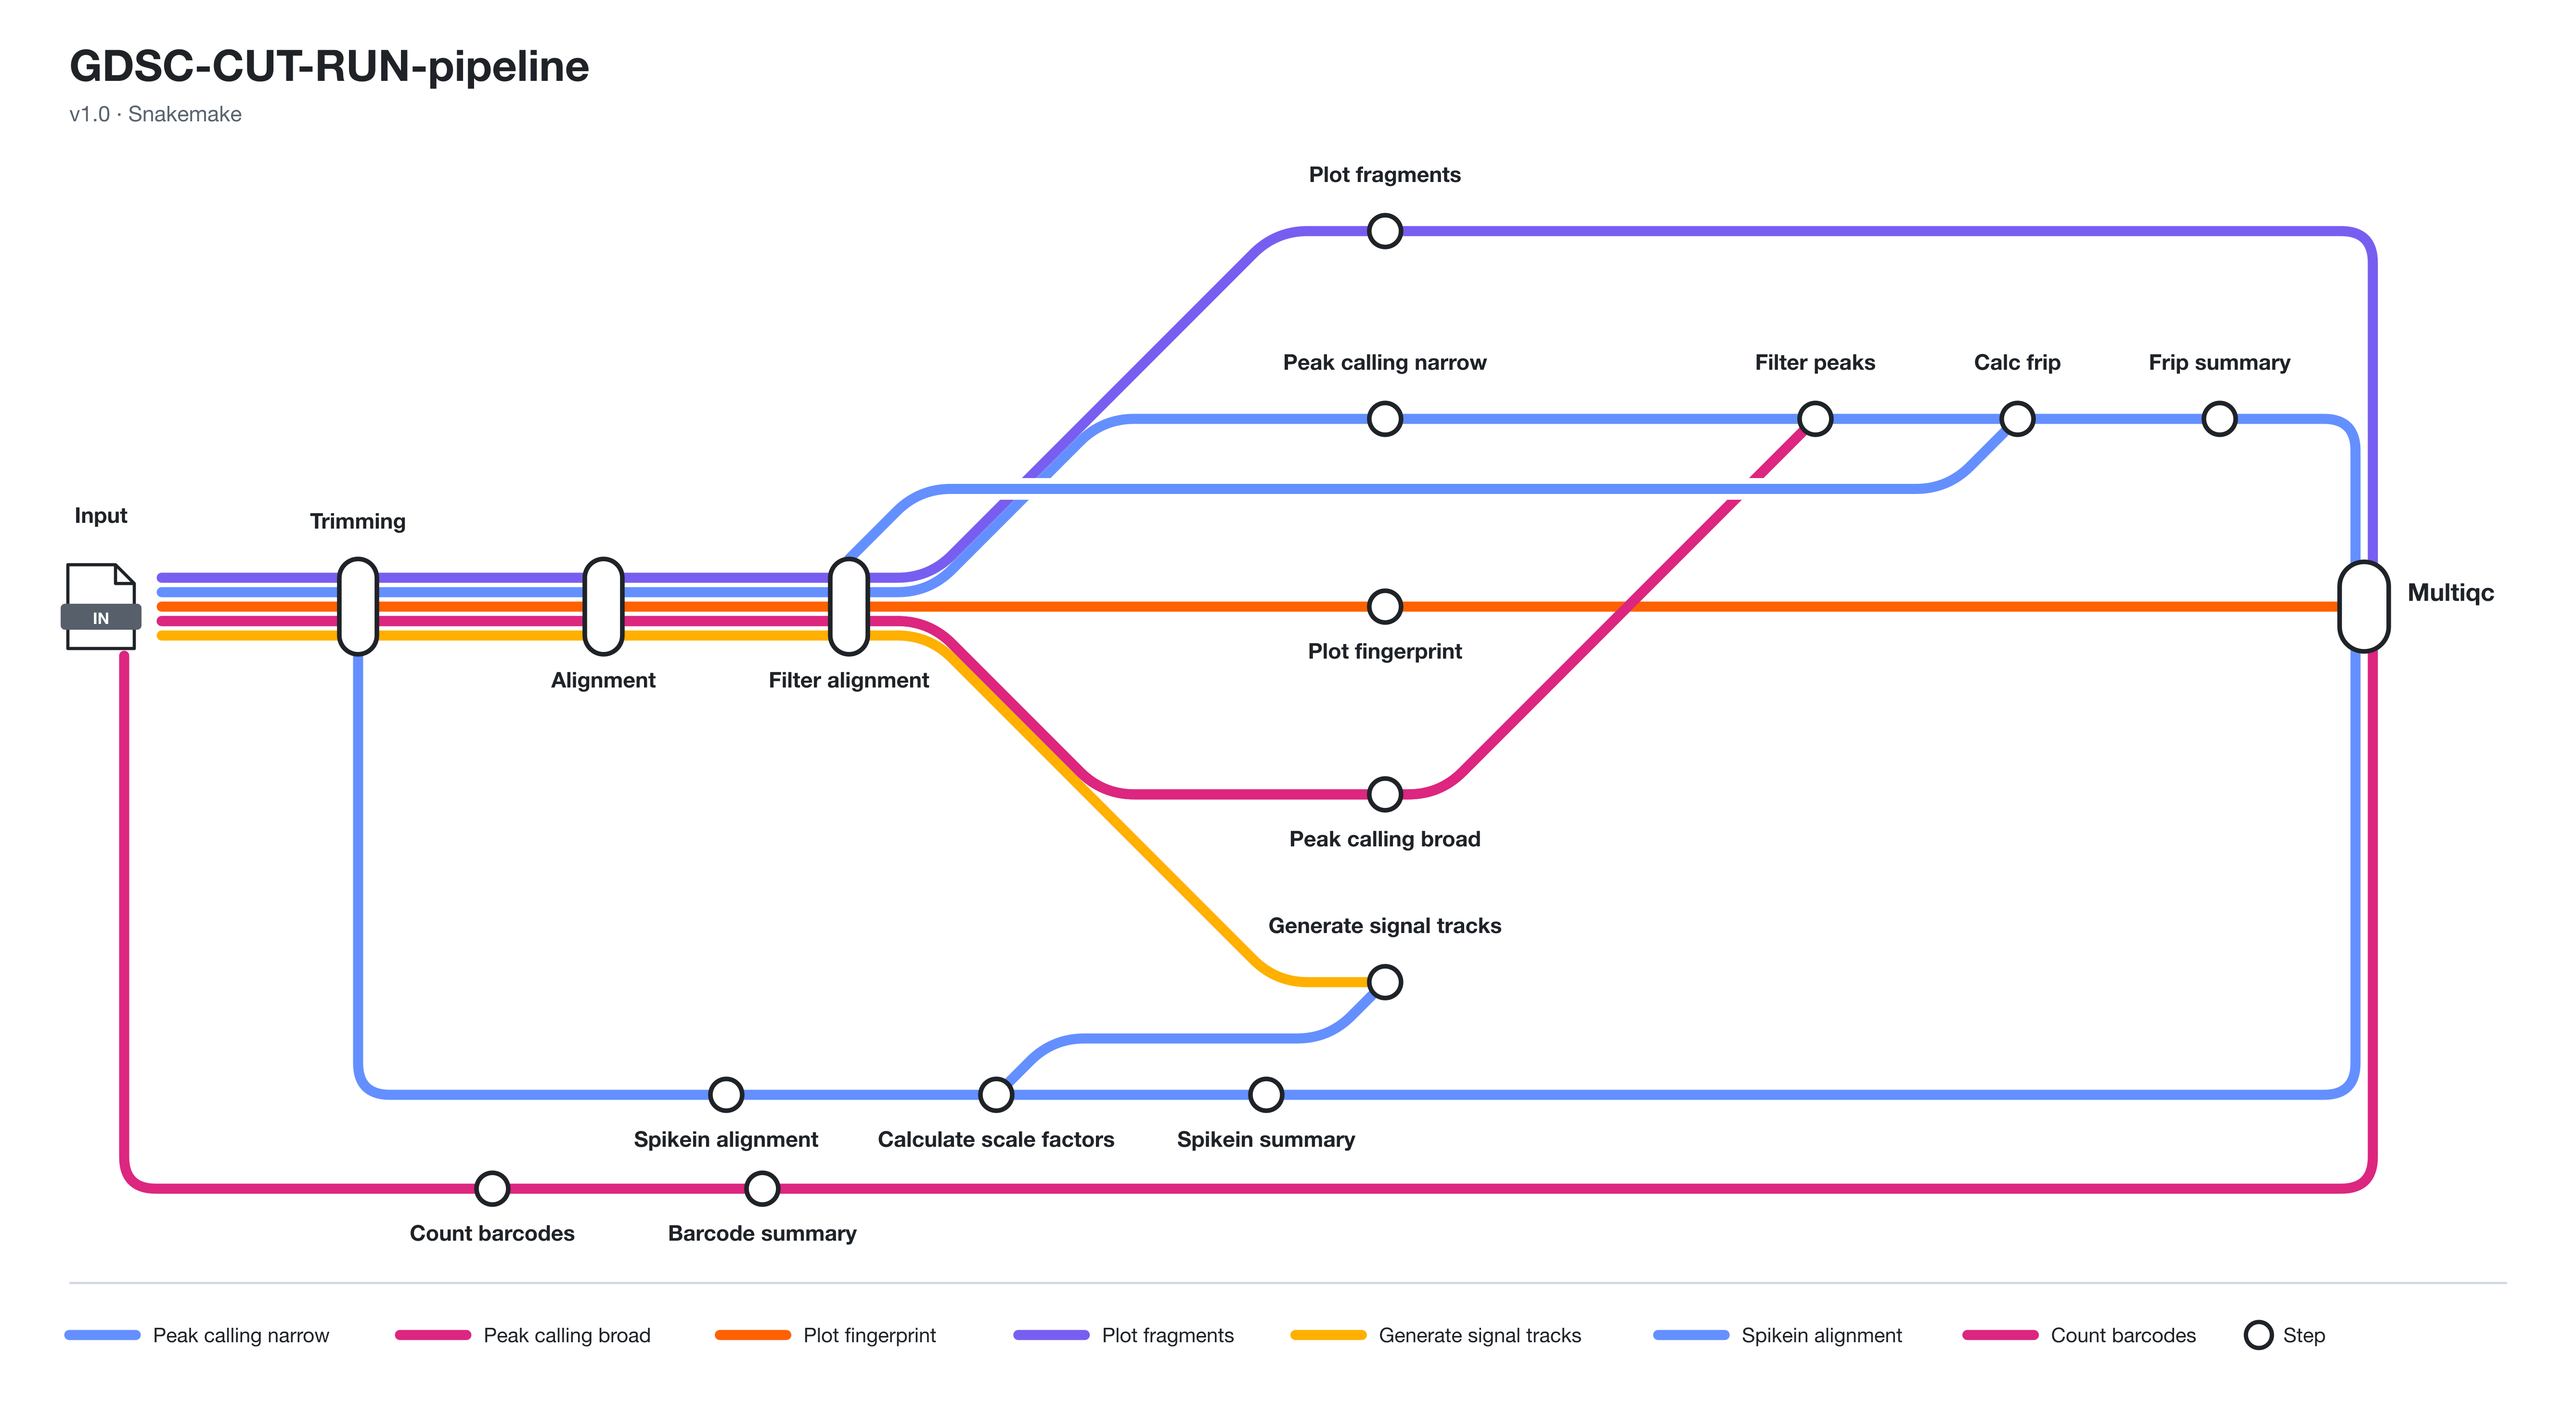 GDSC-CUT-RUN-pipeline
v1.0 · Snakemake
Plot fragments
Peak calling narrow
Filter peaks
Calc frip
Frip summary
Input
Trimming
IN
Multiqc
Alignment
Filter alignment
Plot fingerprint
Peak calling broad
Generate signal tracks
Spikein alignment
Calculate scale factors
Spikein summary
Count barcodes
Barcode summary
Peak calling narrow
Peak calling broad
Plot fingerprint
Plot fragments
Generate signal tracks
Spikein alignment
Count barcodes
Step